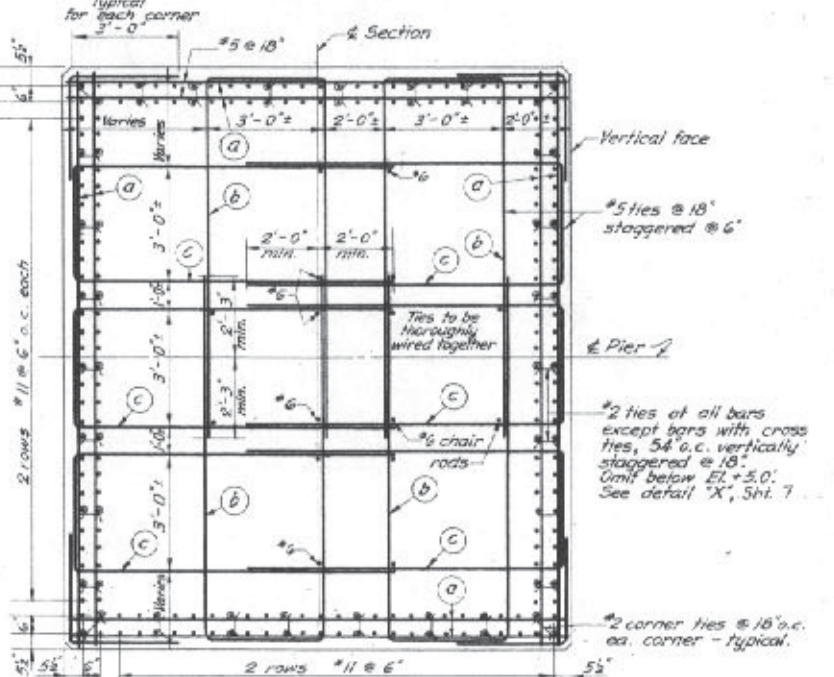 Typical
for each corner
3'-0"
#5 @ 18"
℄ Section
5½"
6"
Varies
3'-0"±
2'-0"±
3'-0"±
2'-0"±
Vertical face
Varies
a
#6
a
a
b
#5 ties @ 18"
staggered @ 6"
3'-0"±
2'-0"
min.
2'-0"
min.
b
c
c
1'-0±
#6
2'-3"
min.
Ties to be
thoroughly
wired together
2 rows #11 @ 6" o.c. each
℄ Pier
3'-0"±
2'-3"
min.
c
#6
c
#2 ties at all bars
except bars with cross
ties, 54" o.c. vertically
staggered @ 18".
Omit below El. +5.0'.
See detail "X", Sht. 7
#6 chair
rods
1'-0±
3'-0"±
b
b
c
#6
c
Varies
a
#2 corner ties @ 18" o.c.
ea. corner - typical.
6"
5½"
5½"
6"
2 rows #11 @ 6"
5½"